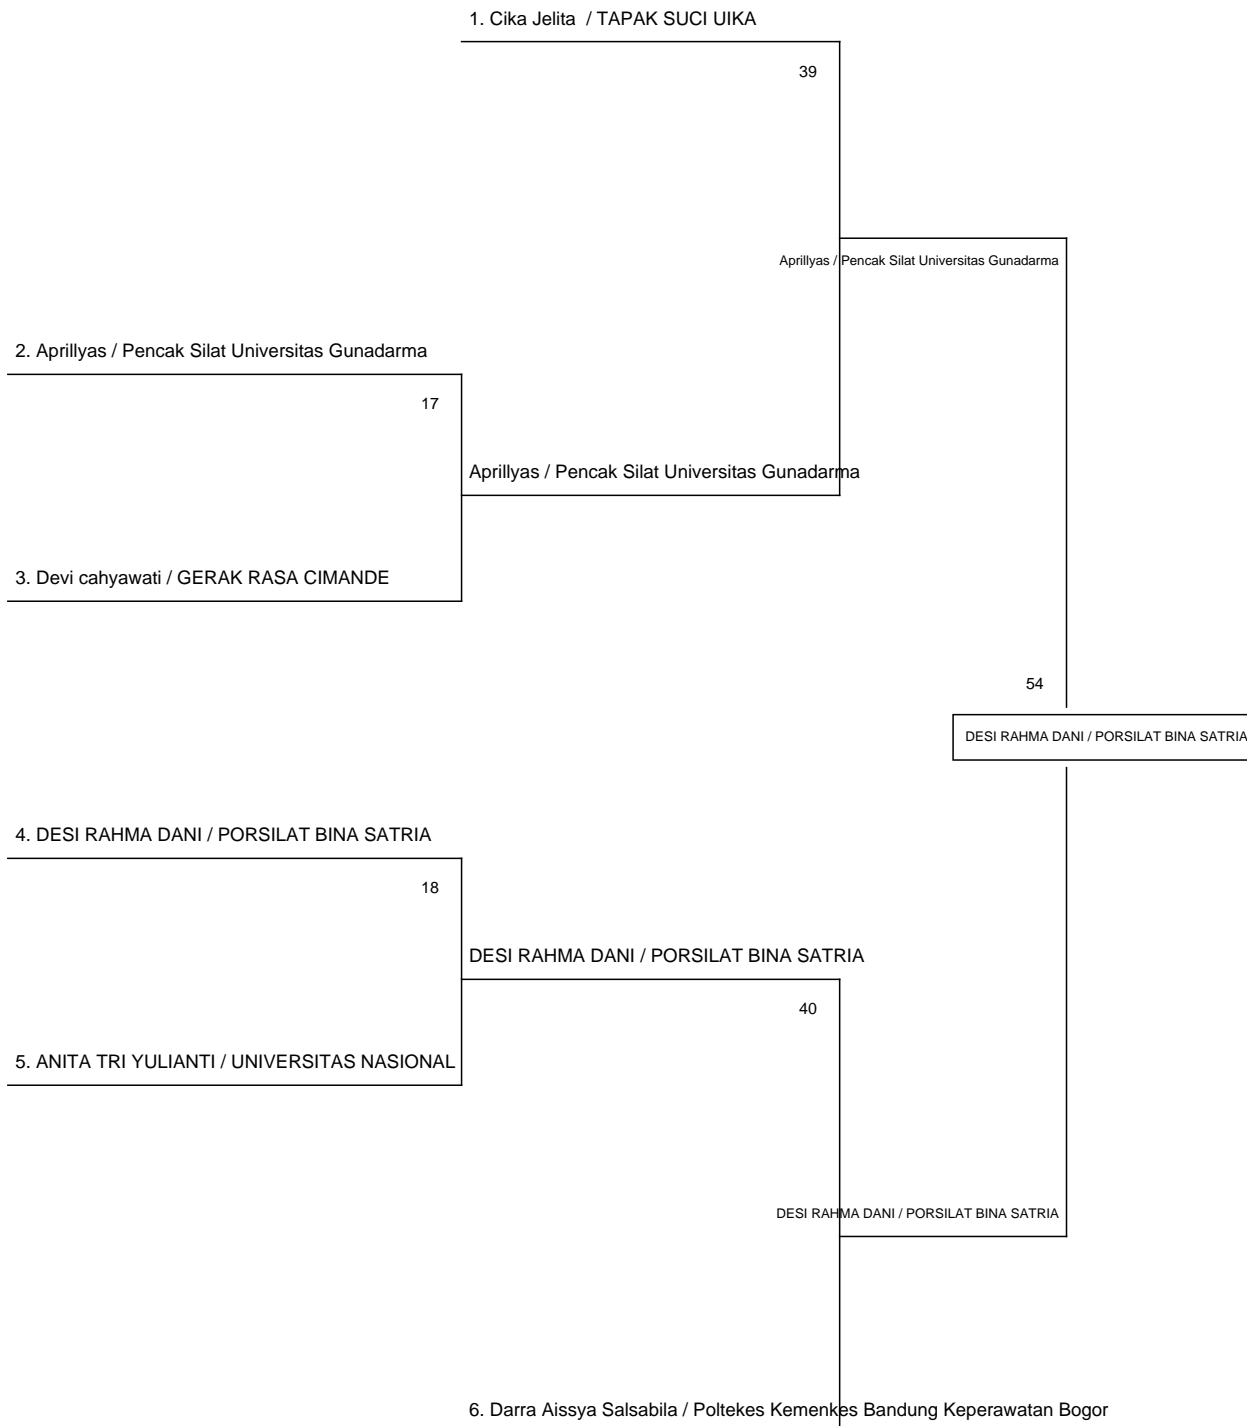 1. Cika Jelita / TAPAK SUCI UIKA
39
Aprillyas / Pencak Silat Universitas Gunadarma
2. Aprillyas / Pencak Silat Universitas Gunadarma
17
Aprillyas / Pencak Silat Universitas Gunadarma
3. Devi cahyawati / GERAK RASA CIMANDE
54
DESI RAHMA DANI / PORSILAT BINA SATRIA
4. DESI RAHMA DANI / PORSILAT BINA SATRIA
18
DESI RAHMA DANI / PORSILAT BINA SATRIA
40
5. ANITA TRI YULIANTI / UNIVERSITAS NASIONAL
DESI RAHMA DANI / PORSILAT BINA SATRIA
6. Darra Aissya Salsabila / Poltekes Kemenkes Bandung Keperawatan Bogor